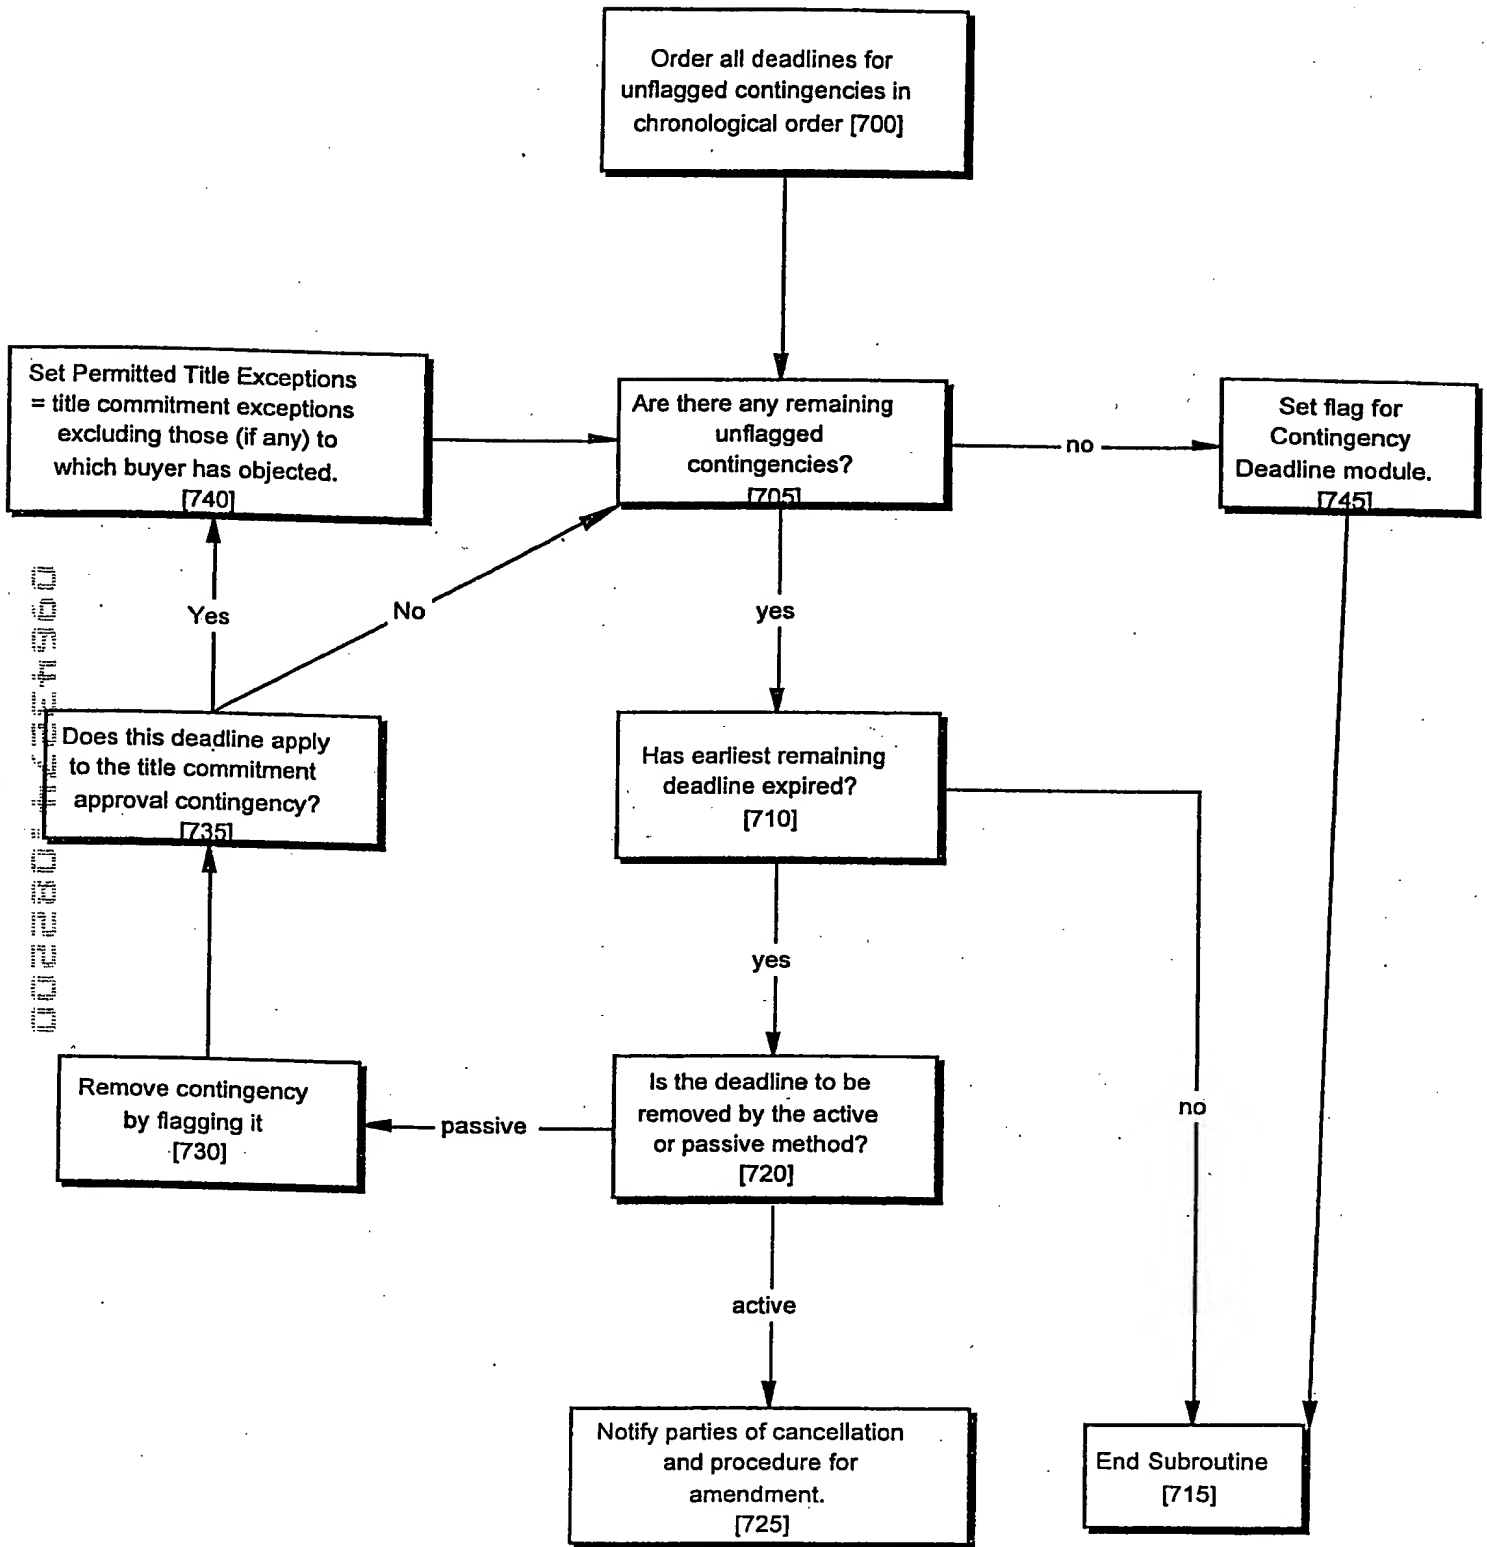 Order all deadlines for
unflagged contingencies in
chronological order [700]
Set Permitted Title Exceptions
= title commitment exceptions
excluding those (if any) to
which buyer has objected.
[740]
Are there any remaining
unflagged
contingencies?
[705]
no
Set flag for
Contingency
Deadline module.
[745]
Yes
No
yes
Does this deadline apply
to the title commitment
approval contingency?
[735]
Has earliest remaining
deadline expired?
[710]
yes
no
Remove contingency
by flagging it
[730]
passive
Is the deadline to be
removed by the active
or passive method?
[720]
active
Notify parties of cancellation
and procedure for
amendment.
[725]
End Subroutine
[715]